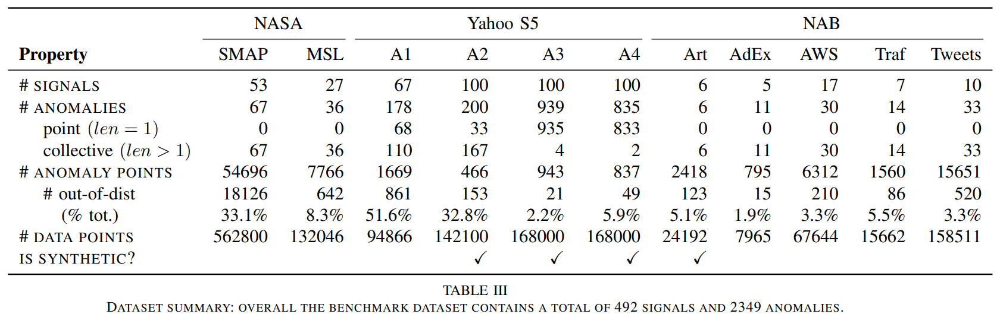 NASA Yahoo S5 NAB
Property SMAP MSL A1 A2 A3 A4 Art AdEx AWS Traf Tweets
# SIGNALS 53 27 67 100 100 100 6 5 17 7 10
# ANOMALIES 67 36 178 200 939 835 6 11 30 14 33
point (len = 1) 0 0 68 33 935 833 0 0 0 0 0
collective (len > 1) 67 36 110 167 4 2 6 11 30 14 33
# ANOMALY POINTS 54696 7766 1669 466 943 837 2418 795 6312 1560 15651
# out-of-dist 18126 642 861 153 21 49 123 15 210 86 520
(% tot.) 33.1% 8.3% 51.6% 32.8% 2.2% 5.9% 5.1% 1.9% 3.3% 5.5% 3.3%
# DATA POINTS 562800 132046 94866 142100 168000 168000 24192 7965 67644 15662 158511
IS SYNTHETIC? ✓ ✓ ✓ ✓
TABLE III
DATASET SUMMARY: OVERALL THE BENCHMARK DATASET CONTAINS A TOTAL OF 492 SIGNALS AND 2349 ANOMALIES.